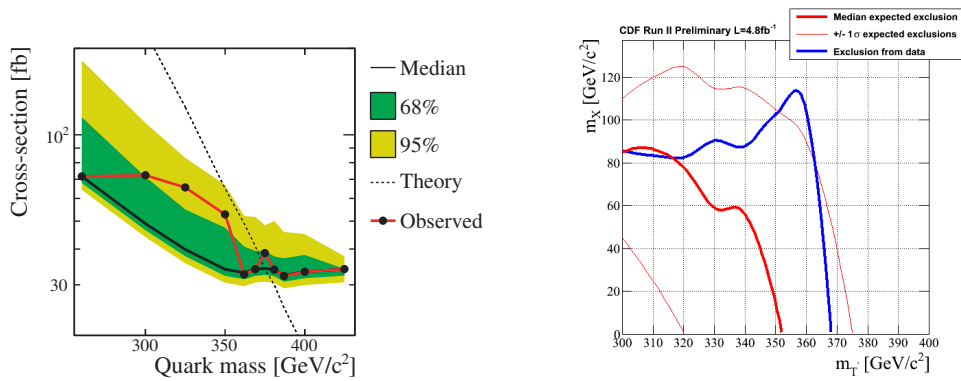 Cross-section [fb]
10²
30
300
350
400
Quark mass [GeV/c²]
Median
68%
95%
Theory
Observed
CDF Run II Preliminary L=4.8fb⁻¹
Median expected exclusion
+/- 1σ expected exclusions
Exclusion from data
m_X [GeV/c²]
120
100
80
60
40
20
0
300 310 320 330 340 350 360 370 380 390 400
m_T' [GeV/c²]